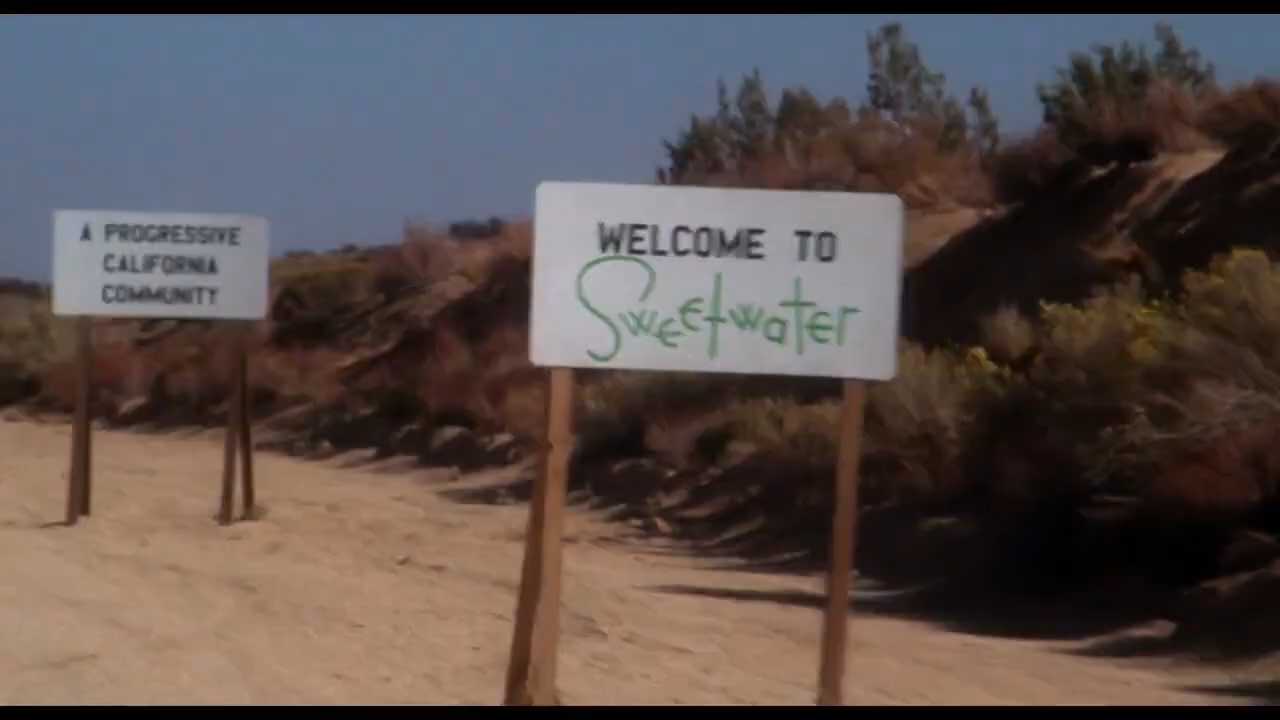 A PROGRESSIVE
CALIFORNIA
COMMUNITY
WELCOME TO
Sweetwater